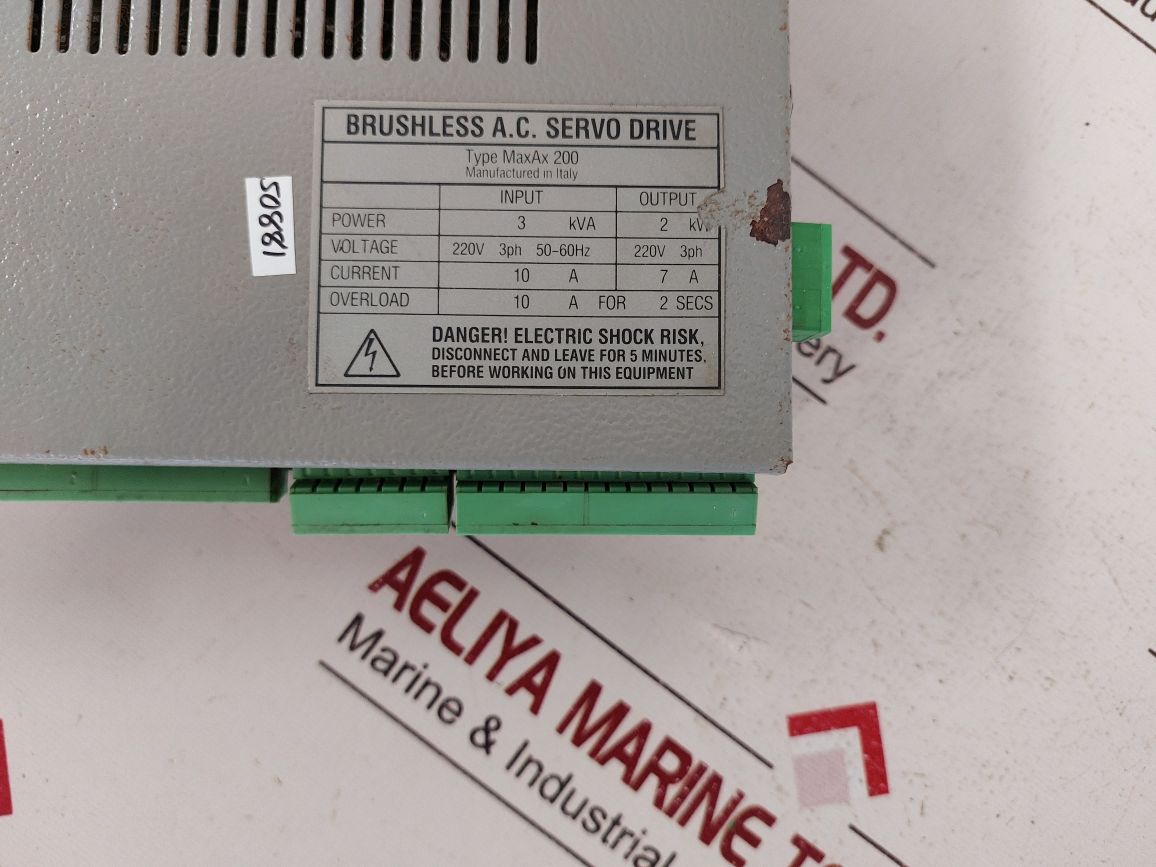 BRUSHLESS A.C. SERVO DRIVE
Type MaxAx 200
Manufactured in Italy
INPUT OUTPUT
POWER 3 kVA 2
VOLTAGE 220V 3ph 50-60Hz 220V 3ph
CURRENT 10 A 7 A
OVERLOAD 10 A FOR 2 SECS
DANGER! ELECTRIC SHOCK RISK,
DISCONNECT AND LEAVE FOR 5 MINUTES,
BEFORE WORKING ON THIS EQUIPMENT
18805
TD.
ery
AELIYA MARINE
Marine & Industrial